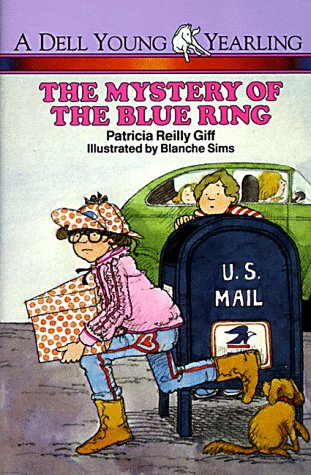 A DELL YOUNG YEARLING
THE MYSTERY OF
THE BLUE RING
Patricia Reilly Giff
Illustrated by Blanche Sims
U.S.
MAIL